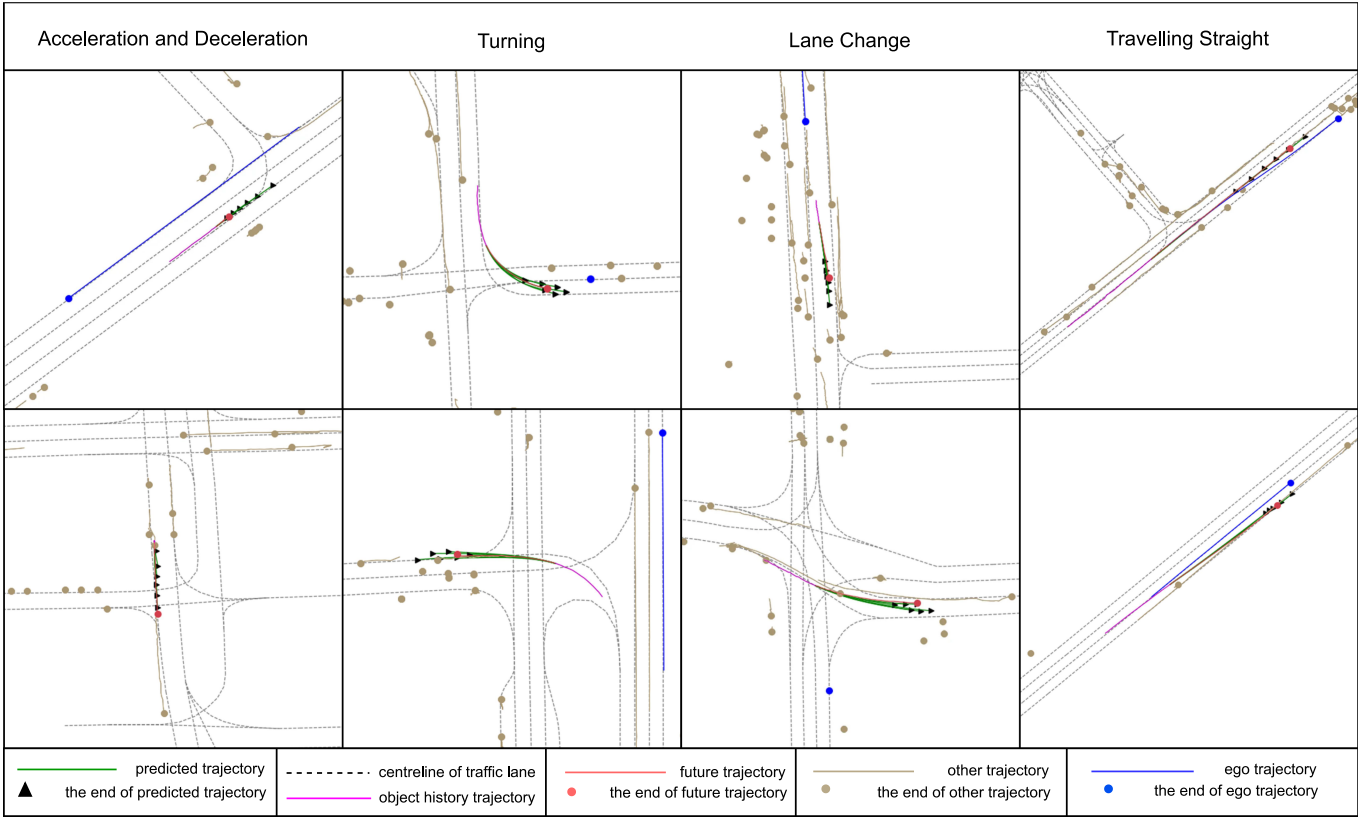 Acceleration and Deceleration
Turning
Lane Change
Travelling Straight
predicted trajectory
the end of predicted trajectory
centreline of traffic lane
object history trajectory
future trajectory
the end of future trajectory
other trajectory
the end of other trajectory
ego trajectory
the end of ego trajectory